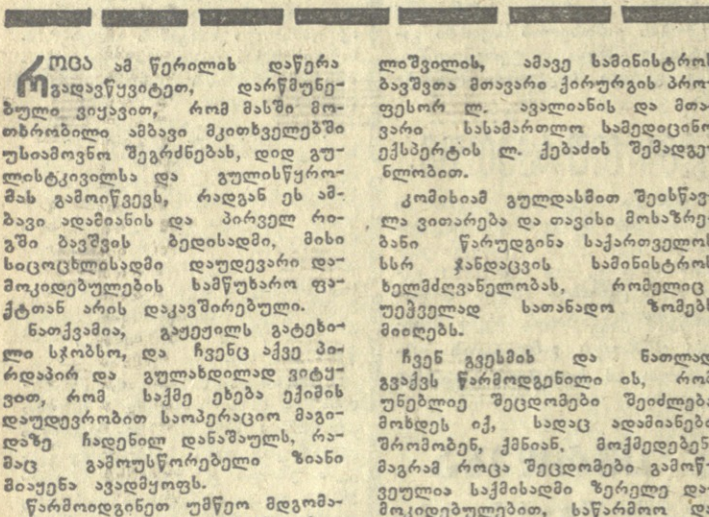 როცა ამ წერილის დაწერა
გადავწყვიტეთ, დარწმუნე-
ბული ვიყავით, რომ მასში მო-
თხრობილი ამბავი მკითხველებში
უსიამოვნო შეგრძნებას, დიდ გუ-
ლისტკივილსა და გულისწყრო-
მას გამოიწვევს, რადგან ეს ამ-
ბავი ადამიანის და პირველ რი-
გში ბავშვის ბედისადმი, მისი
სიცოცხლისადმი დაუდევარი და-
მოკიდებულების სამწუხარო ფა-
ქტთან არის დაკავშირებული.
ნათქვამია, გაჟეჟილს გატეხი-
ლი სჯობსო, და ჩვენც აქვე პი-
რდაპირ და გულახდილად ვიტყ-
ვით, რომ საქმე ეხება ექიმის
დაუდევრობით საოპერაციო მაგი-
დაზე ჩადენილ დანაშაულს, რა-
მაც გამოუსწორებელი ზიანი
მიაყენა ავადმყოფს.
წარმოიდგინეთ უმწეო მდგომა-
ლიშვილის, ამავე სამინისტროს
ბავშვთა მთავარი ქირურგის პრო-
ფესორ ლ. ავალიანის და მთა-
ვარი სასამართლო სამედიცინო
ექსპერტის ლ. ქებაძის შემადგე-
ნლობით.
კომისიამ გულდასმით შეისწავ-
ლა ვითარება და თავისი მოსაზრე-
ბანი წარუდგინა საქართველოს
სსრ ჯანდაცვის სამინისტროს
ხელმძღვანელობას, რომელიც
უეჭველად სათანადო ზომებს
მიიღებს.
ჩვენ გვესმის და ნათლად
გვაქვს წარმოდგენილი ის, რომ
უნებლიე შეცდომები შეიძლება
მოხდეს იქ, სადაც ადამიანები
შრომობენ, ქმნიან. მოქმედებენ.
მაგრამ როცა შეცდომები გამოწ-
ვეულია საქმისადმი ზერელე და-
მოკიდებულებით, საწარმოო და